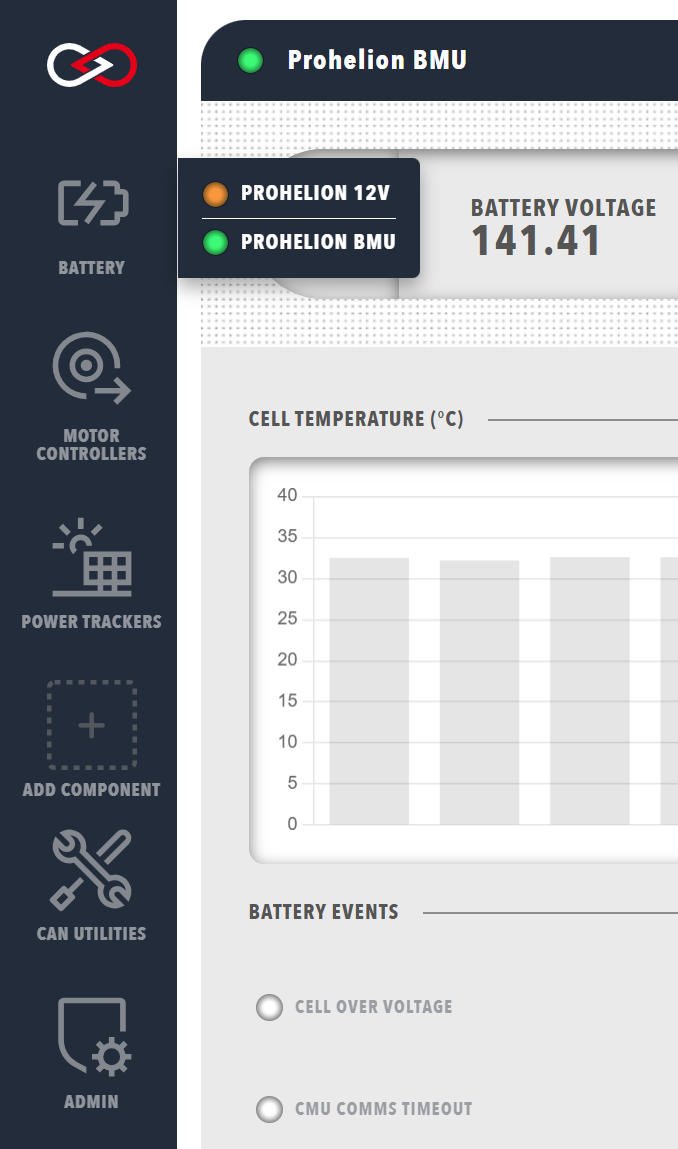 Prohelion BMU
BATTERY
MOTOR
CONTROLLERS
POWER TRACKERS
+
ADD COMPONENT
CAN UTILITIES
ADMIN
PROHELION 12V
PROHELION BMU
BATTERY VOLTAGE
141.41
CELL TEMPERATURE (°C)
40
35
30
25
20
15
10
5
0
BATTERY EVENTS
CELL OVER VOLTAGE
CMU COMMS TIMEOUT